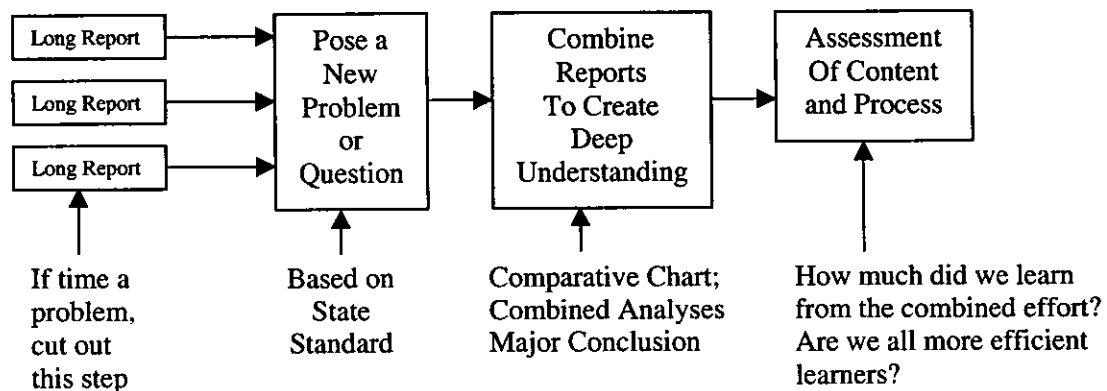 Long Report
Long Report
Long Report
Pose a
New
Problem
or
Question
Combine
Reports
To Create
Deep
Understanding
Assessment
Of Content
and Process
If time a
problem,
cut out
this step
Based on
State
Standard
Comparative Chart;
Combined Analyses
Major Conclusion
How much did we learn
from the combined effort?
Are we all more efficient
learners?